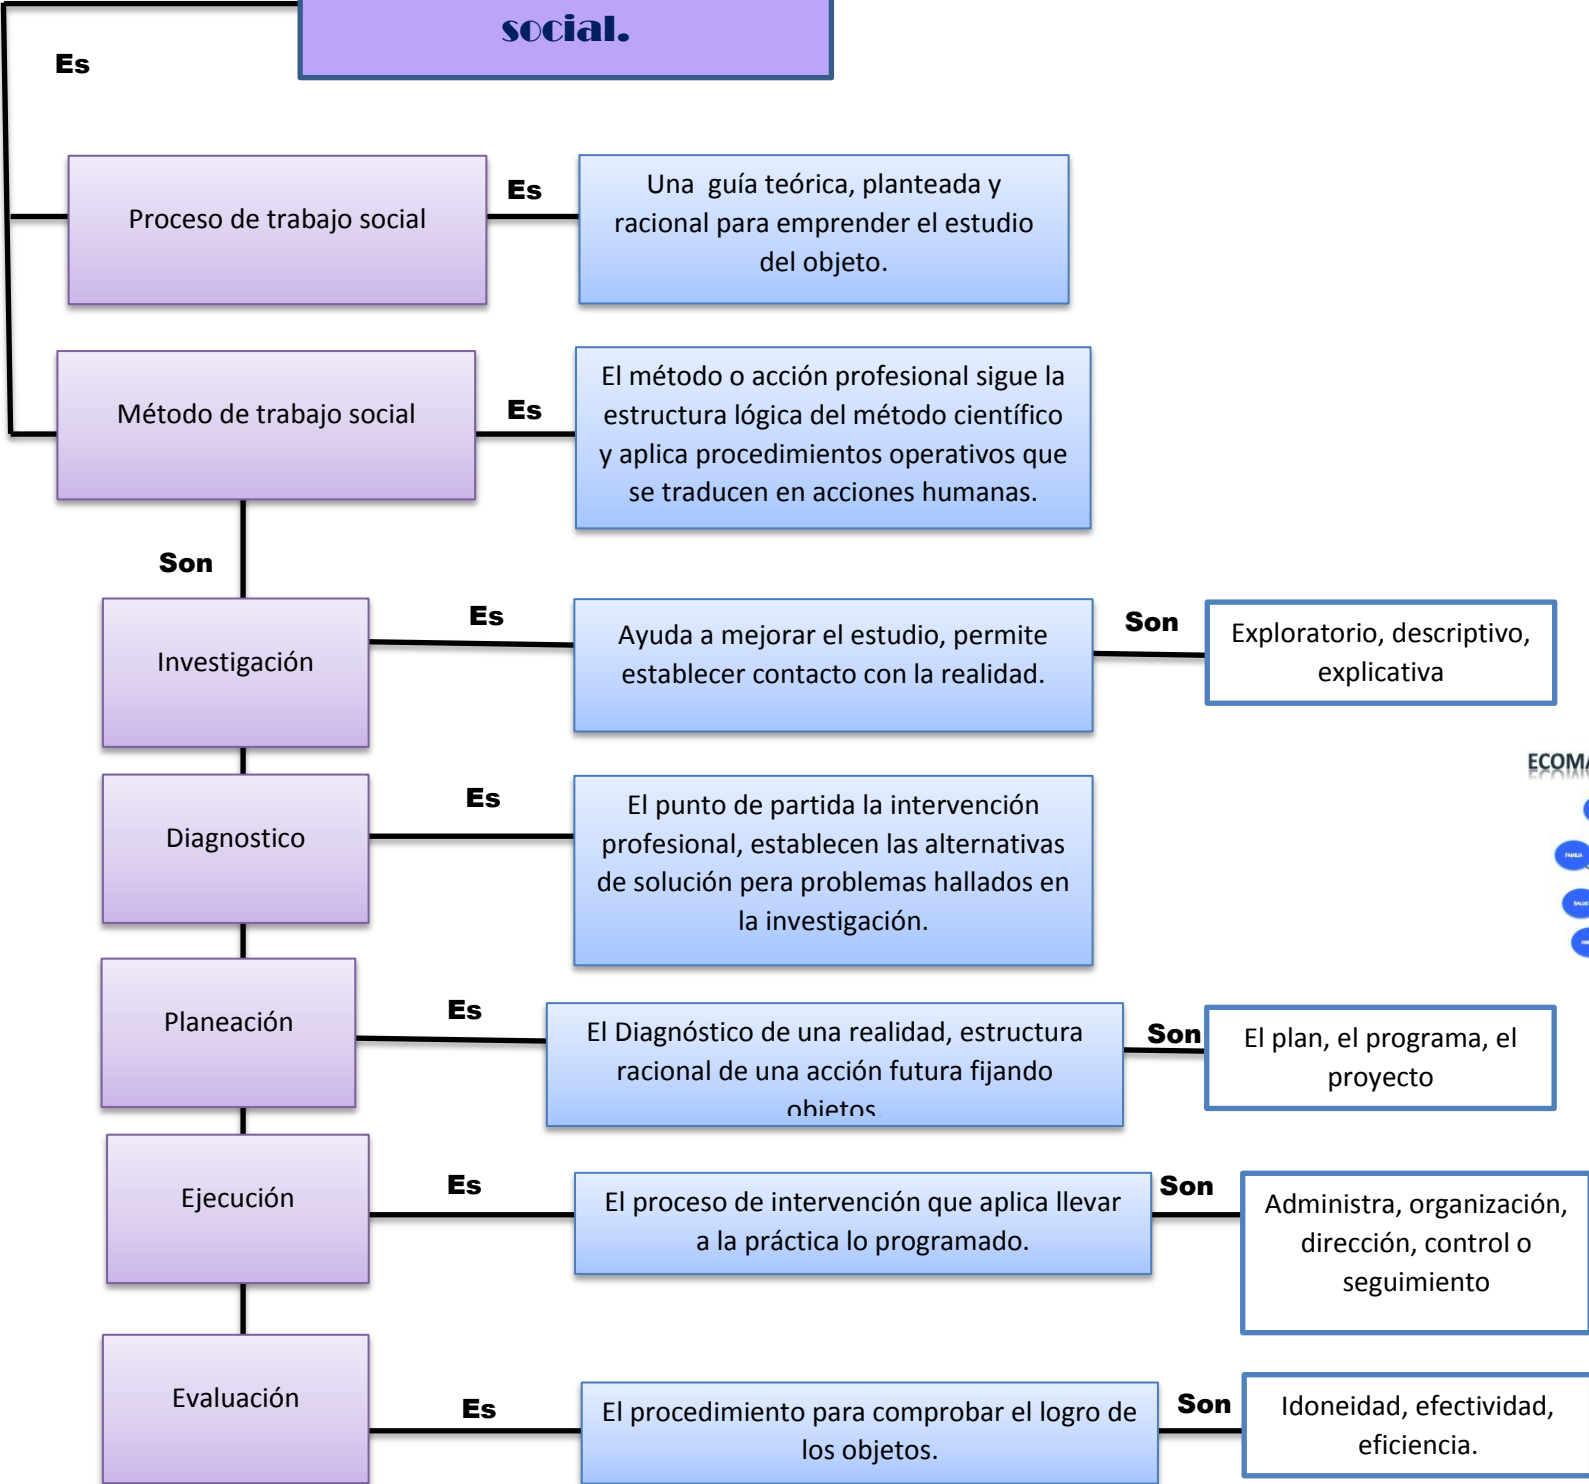 social.
Es
Proceso de trabajo social
Es
Una guía teórica, planteada y
racional para emprender el estudio
del objeto.
Método de trabajo social
Es
El método o acción profesional sigue la
estructura lógica del método científico
y aplica procedimientos operativos que
se traducen en acciones humanas.
Son
Investigación
Es
Ayuda a mejorar el estudio, permite
establecer contacto con la realidad.
Son
Exploratorio, descriptivo,
explicativa
Diagnostico
Es
El punto de partida la intervención
profesional, establecen las alternativas
de solución pera problemas hallados en
la investigación.
FAMILIA
SALUD
Planeación
Es
El Diagnóstico de una realidad, estructura
racional de una acción futura fijando
objetos
Son
El plan, el programa, el
proyecto
Ejecución
Es
El proceso de intervención que aplica llevar
a la práctica lo programado.
Son
Administra, organización,
dirección, control o
seguimiento
Evaluación
Es
El procedimiento para comprobar el logro de
los objetos.
Son
Idoneidad, efectividad,
eficiencia.